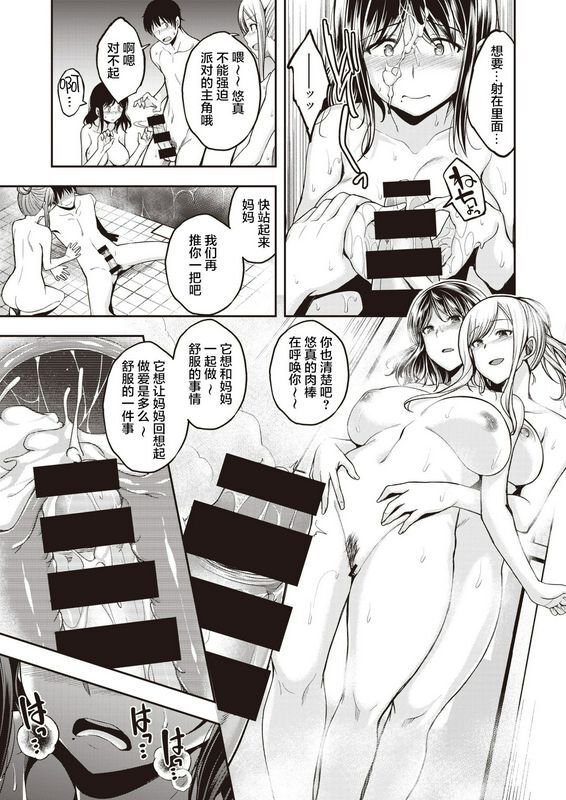 想要…射在里面…
ッッ
ねちょっ
喂～～悠真
不能强迫
派对的主角哦
啊嗯
对不起
快站起来
妈妈
我们再
推你一把吧
你也清楚吧？
悠真的肉棒
在呼唤你～
它想和妈妈
一起做～
舒服的事情
它想让妈妈回想起
做爱是多么～
舒服的一件事
はっ…
はっ…